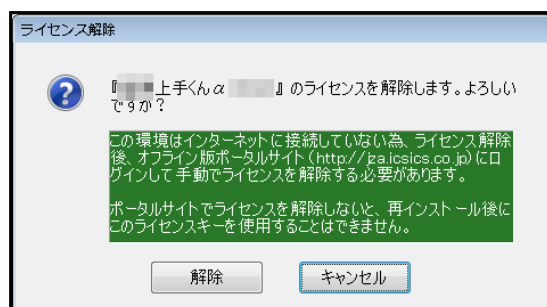 ライセンス解除
『 上手くんα 』のライセンスを解除します。よろしい
ですか?
この環境はインターネットに接続していない為、ライセンス解除
後、オフライン版ポータルサイト(http://jza.icsics.co.jp)にロ
グインして手動でライセンスを解除する必要があります。
ポータルサイトでライセンスを解除しないと、再インストール後に
このライセンスキーを使用することはできません。
解除
キャンセル